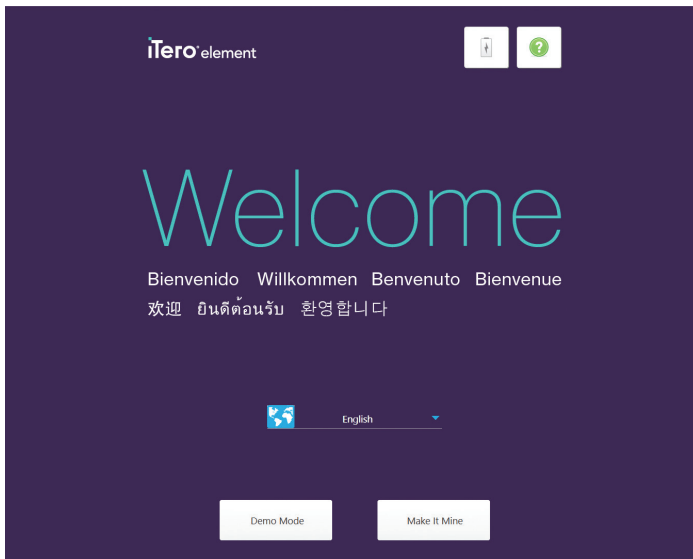 iTero element
?
Welcome
Bienvenido Willkommen Benvenuto Bienvenue
欢迎 ยินดีต้อนรับ 환영합니다
English
Demo Mode Make It Mine